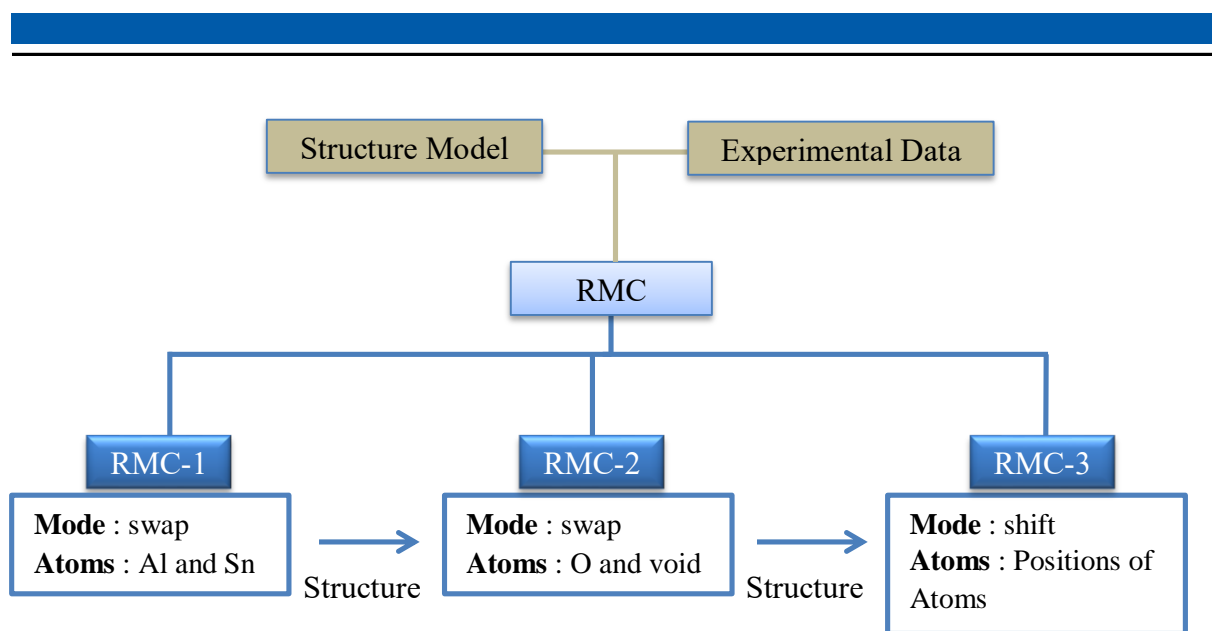 Structure Model
Experimental Data
RMC
RMC-1
RMC-2
RMC-3
Mode : swap
Atoms : Al and Sn
Structure
Mode : swap
Atoms : O and void
Structure
Mode : shift
Atoms : Positions of
Atoms